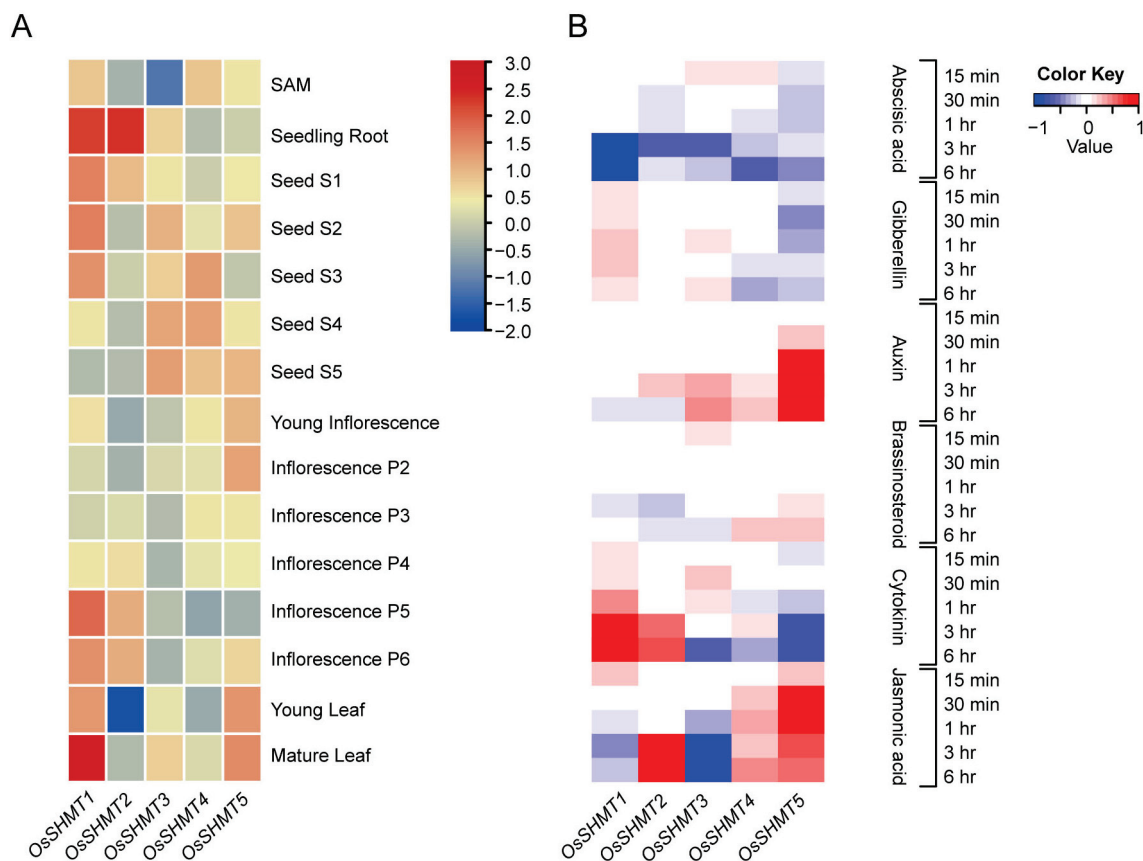 A
SAM
Seedling Root
Seed S1
Seed S2
Seed S3
Seed S4
Seed S5
Young Inflorescence
Inflorescence P2
Inflorescence P3
Inflorescence P4
Inflorescence P5
Inflorescence P6
Young Leaf
Mature Leaf
3.0
2.5
2.0
1.5
1.0
0.5
0.0
−0.5
−1.0
−1.5
−2.0
OsSHMT1
OsSHMT2
OsSHMT3
OsSHMT4
OsSHMT5
B
Abscisic acid
15 min
30 min
1 hr
3 hr
6 hr
Gibberellin
15 min
30 min
1 hr
3 hr
6 hr
Auxin
15 min
30 min
1 hr
3 hr
6 hr
Brassinosteroid
15 min
30 min
1 hr
3 hr
6 hr
Cytokinin
15 min
30 min
1 hr
3 hr
6 hr
Jasmonic acid
15 min
30 min
1 hr
3 hr
6 hr
OsSHMT1
OsSHMT2
OsSHMT3
OsSHMT4
OsSHMT5
Color Key
−1 0 1
Value